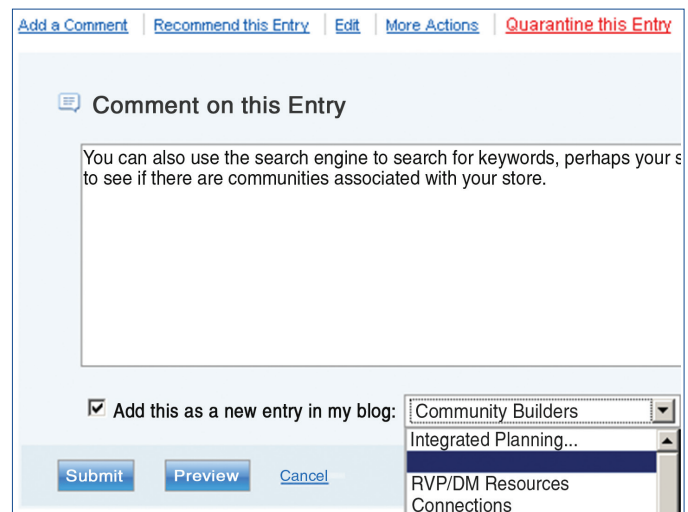 Add a Comment Recommend this Entry Edit More Actions Quarantine this Entry
Comment on this Entry
You can also use the search engine to search for keywords, perhaps your
to see if there are communities associated with your store.
Add this as a new entry in my blog: Community Builders
Integrated Planning...
RVP/DM Resources
Connections
Submit Preview Cancel